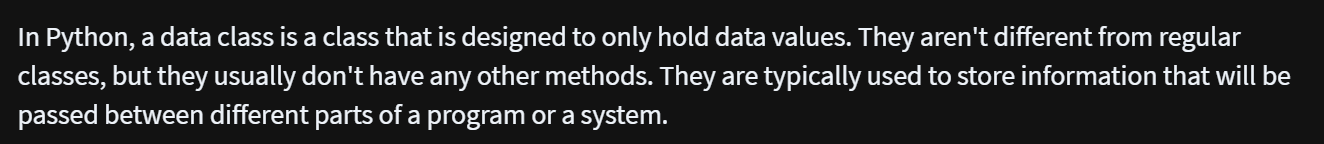 In Python, a data class is a class that is designed to only hold data values. They aren't different from regular
classes, but they usually don't have any other methods. They are typically used to store information that will be
passed between different parts of a program or a system.